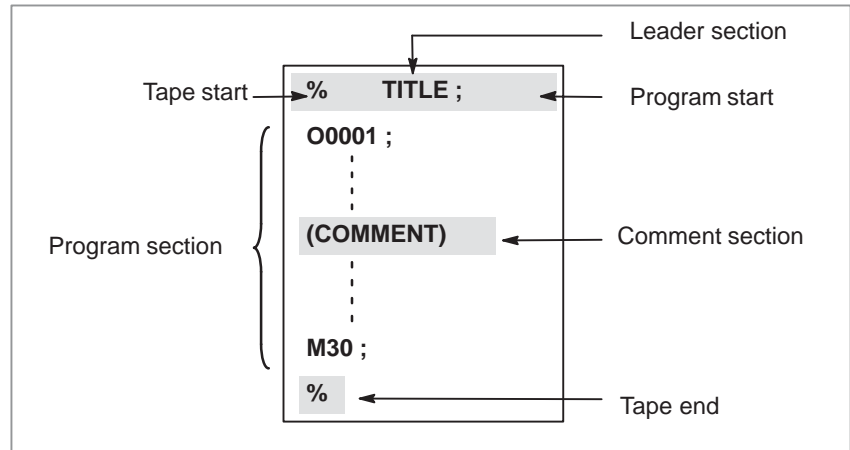 Leader section
Tape start % TITLE ; Program start
O0001 ;
Program section (COMMENT) Comment section
M30 ;
% Tape end